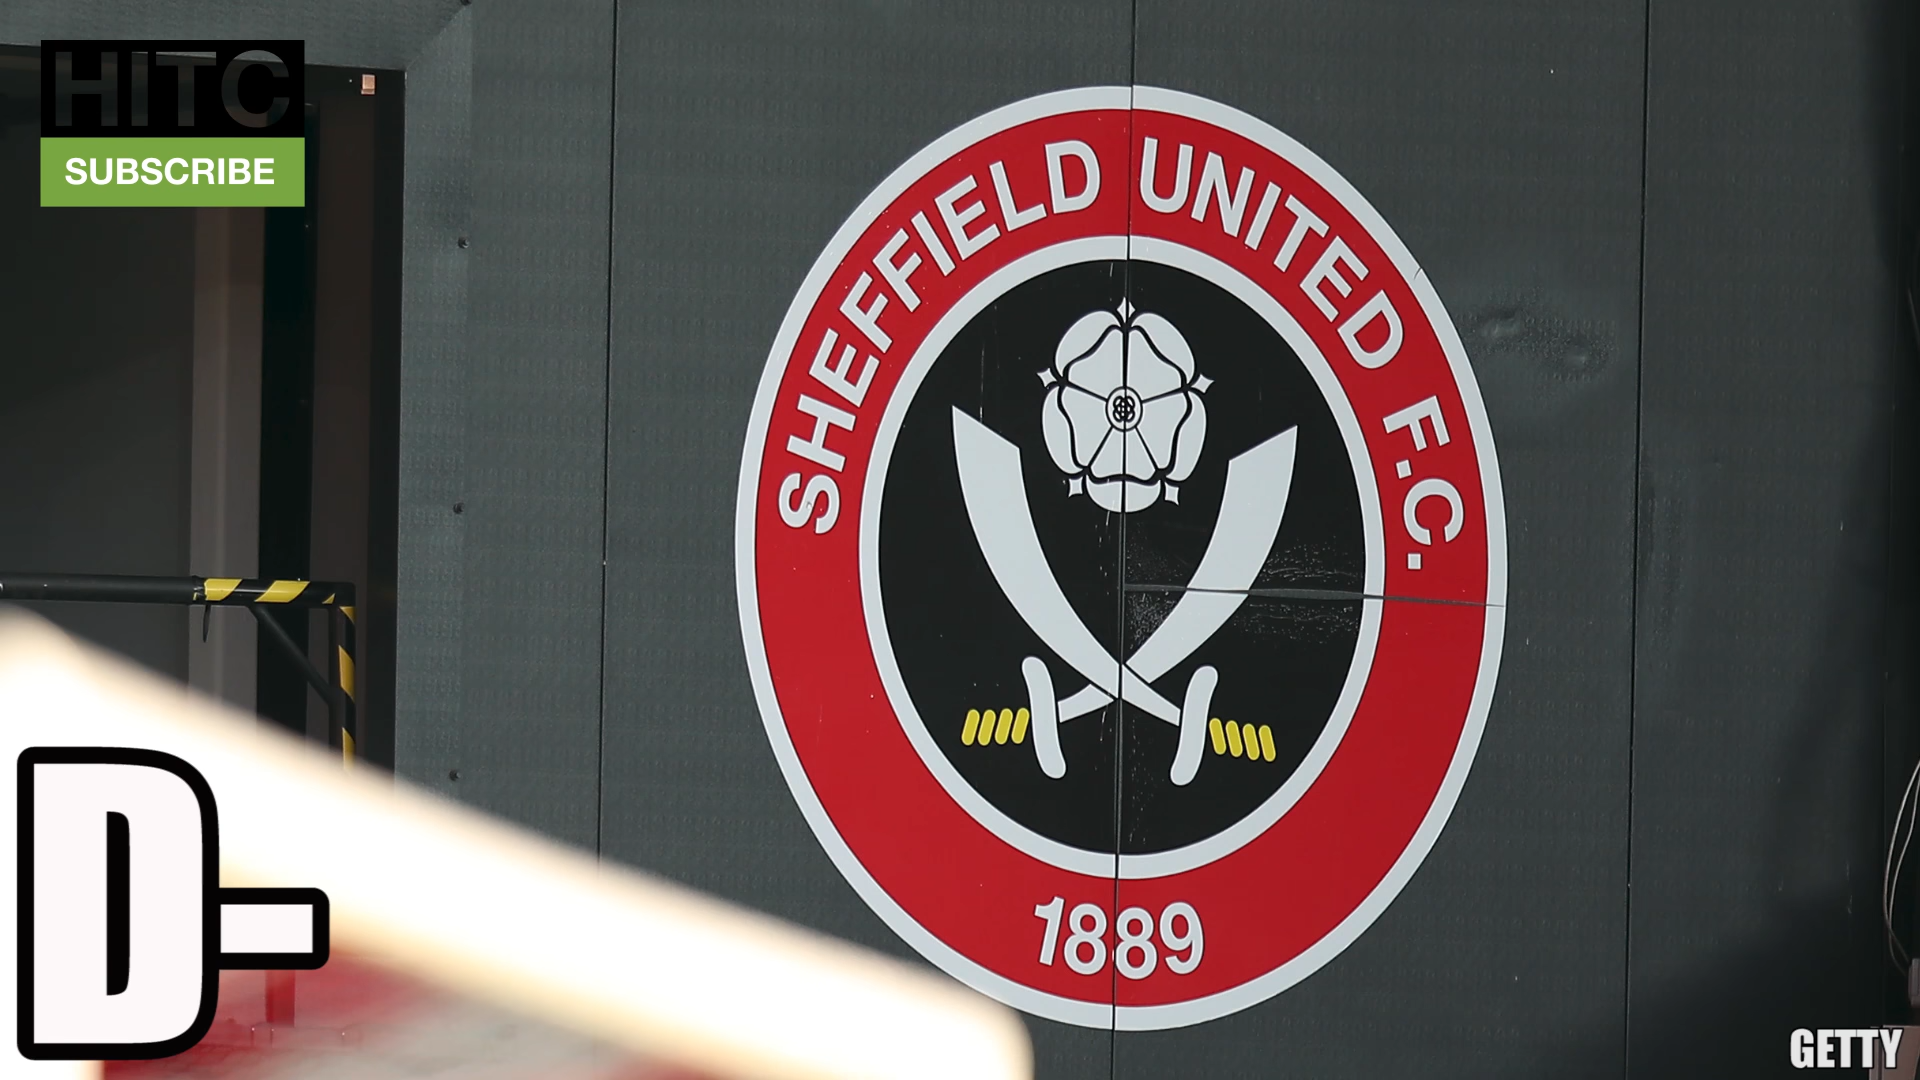 HITC
SUBSCRIBE
SHEFFIELD UNITED F.C.
1889
D-
GETTY